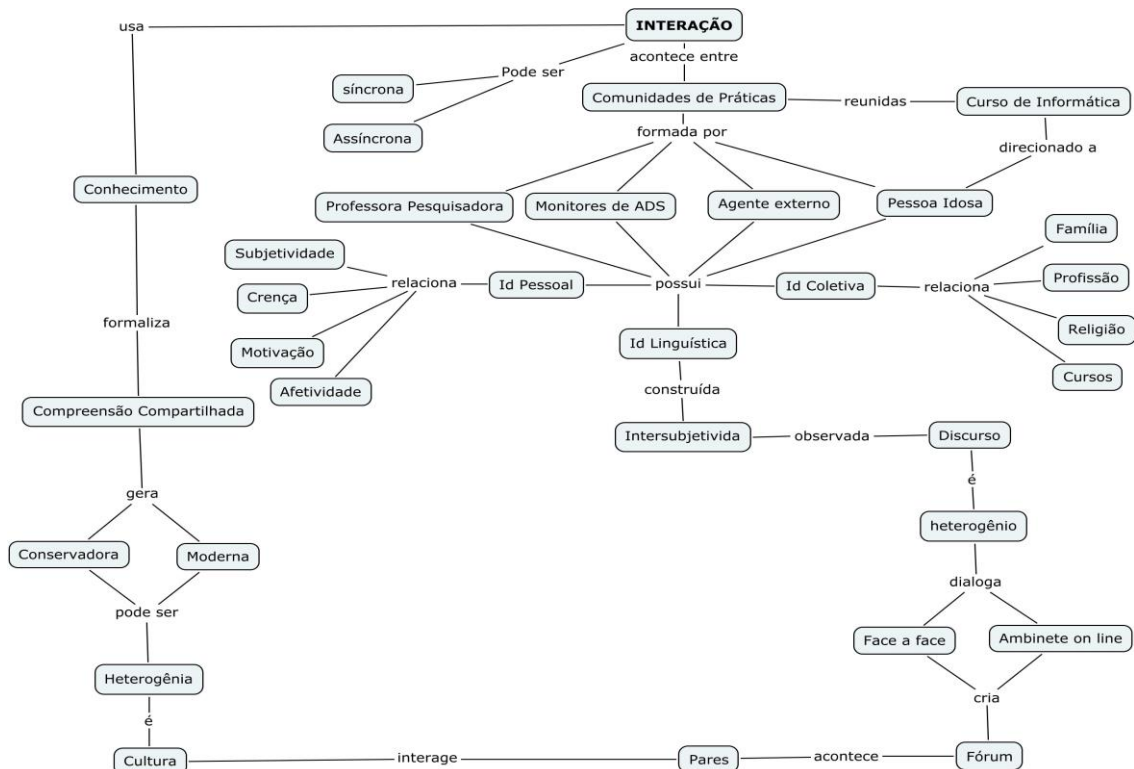 usa
INTERAÇÃO
acontece entre
Pode ser
síncrona
Assíncrona
Comunidades de Práticas
reunidas
Curso de Informática
formada por
direcionado a
Conhecimento
Professora Pesquisadora
Monitores de ADS
Agente externo
Pessoa Idosa
Subjetividade
Crença
Motivação
Afetividade
relaciona
Id Pessoal
possui
Id Coletiva
relaciona
Família
Profissão
Religião
Cursos
formaliza
Id Linguística
construída
Compreensão Compartilhada
Intersubjetivida
observada
Discurso
é
gera
heterogênio
Conservadora
Moderna
dialoga
pode ser
Face a face
Ambinete on line
Heterogênia
cria
é
Cultura
interage
Pares
acontece
Fórum